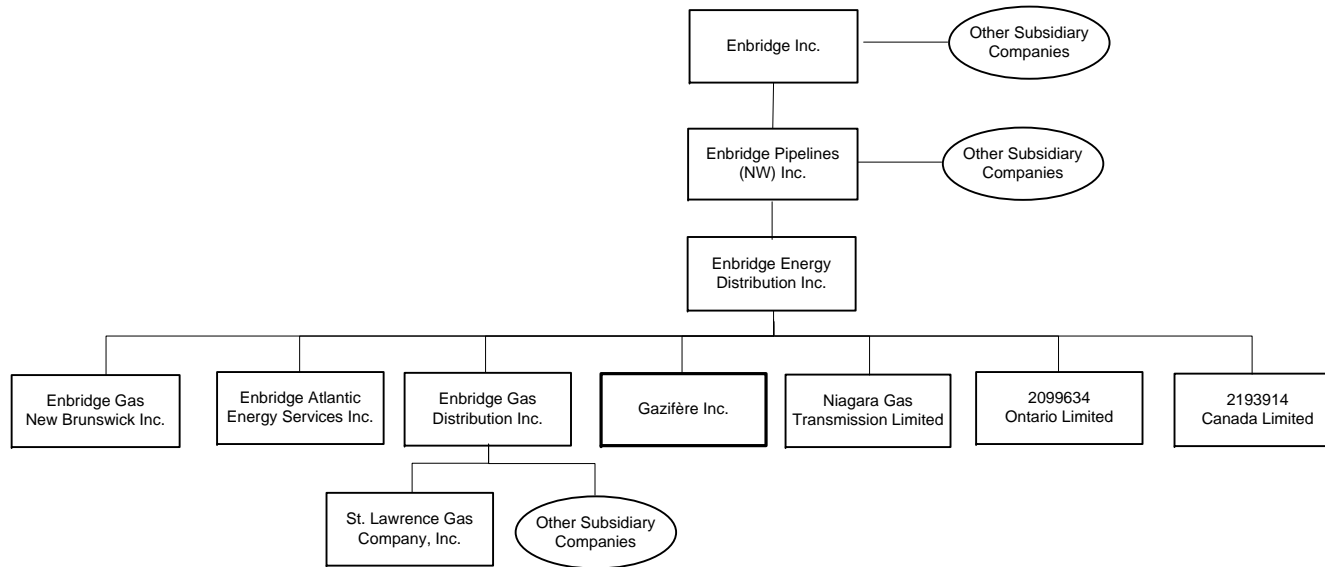 Enbridge Inc.
Other Subsidiary
Companies
Enbridge Pipelines
(NW) Inc.
Other Subsidiary
Companies
Enbridge Energy
Distribution Inc.
Enbridge Gas
New Brunswick Inc.
Enbridge Atlantic
Energy Services Inc.
Enbridge Gas
Distribution Inc.
Gazifère Inc.
Niagara Gas
Transmission Limited
2099634
Ontario Limited
2193914
Canada Limited
St. Lawrence Gas
Company, Inc.
Other Subsidiary
Companies